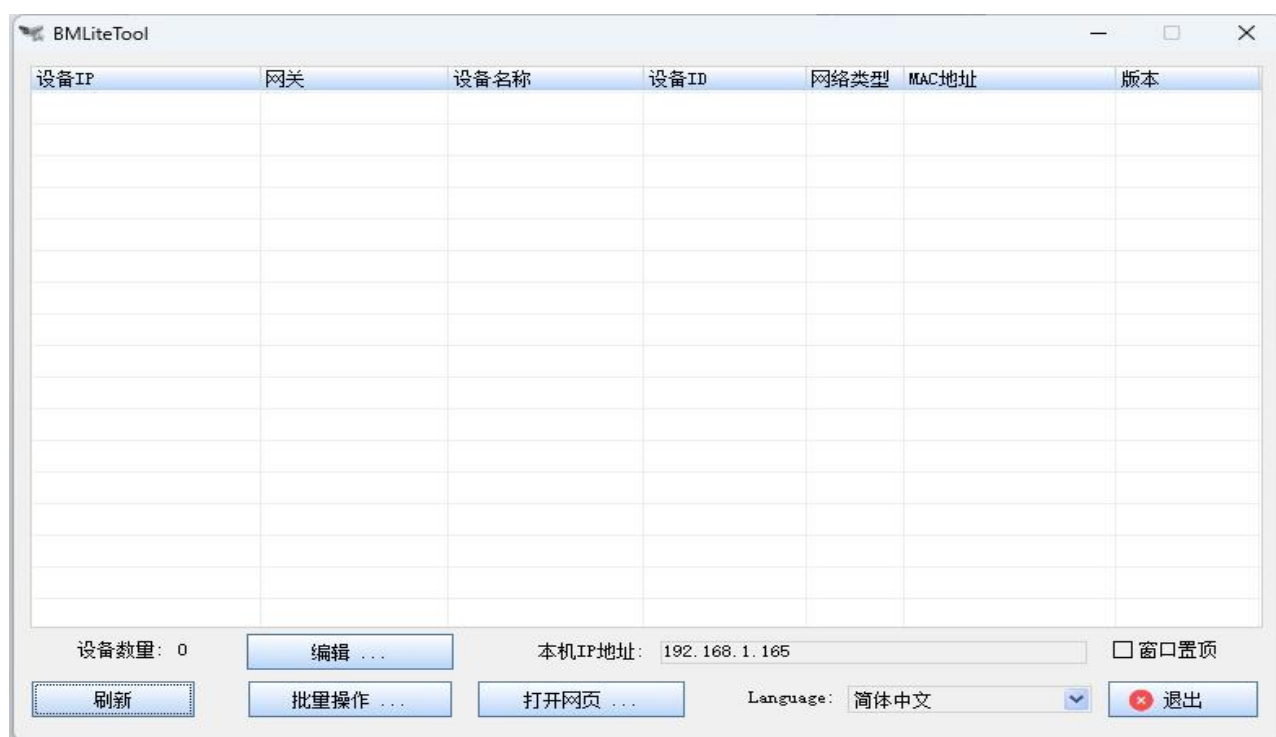 BMLiteTool
设备IP 网关 设备名称 设备ID 网络类型 MAC地址 版本
设备数量: 0 编辑 ... 本机IP地址: 192.168.1.165 窗口置顶
刷新 批量操作 ... 打开网页 ... Language: 简体中文 退出